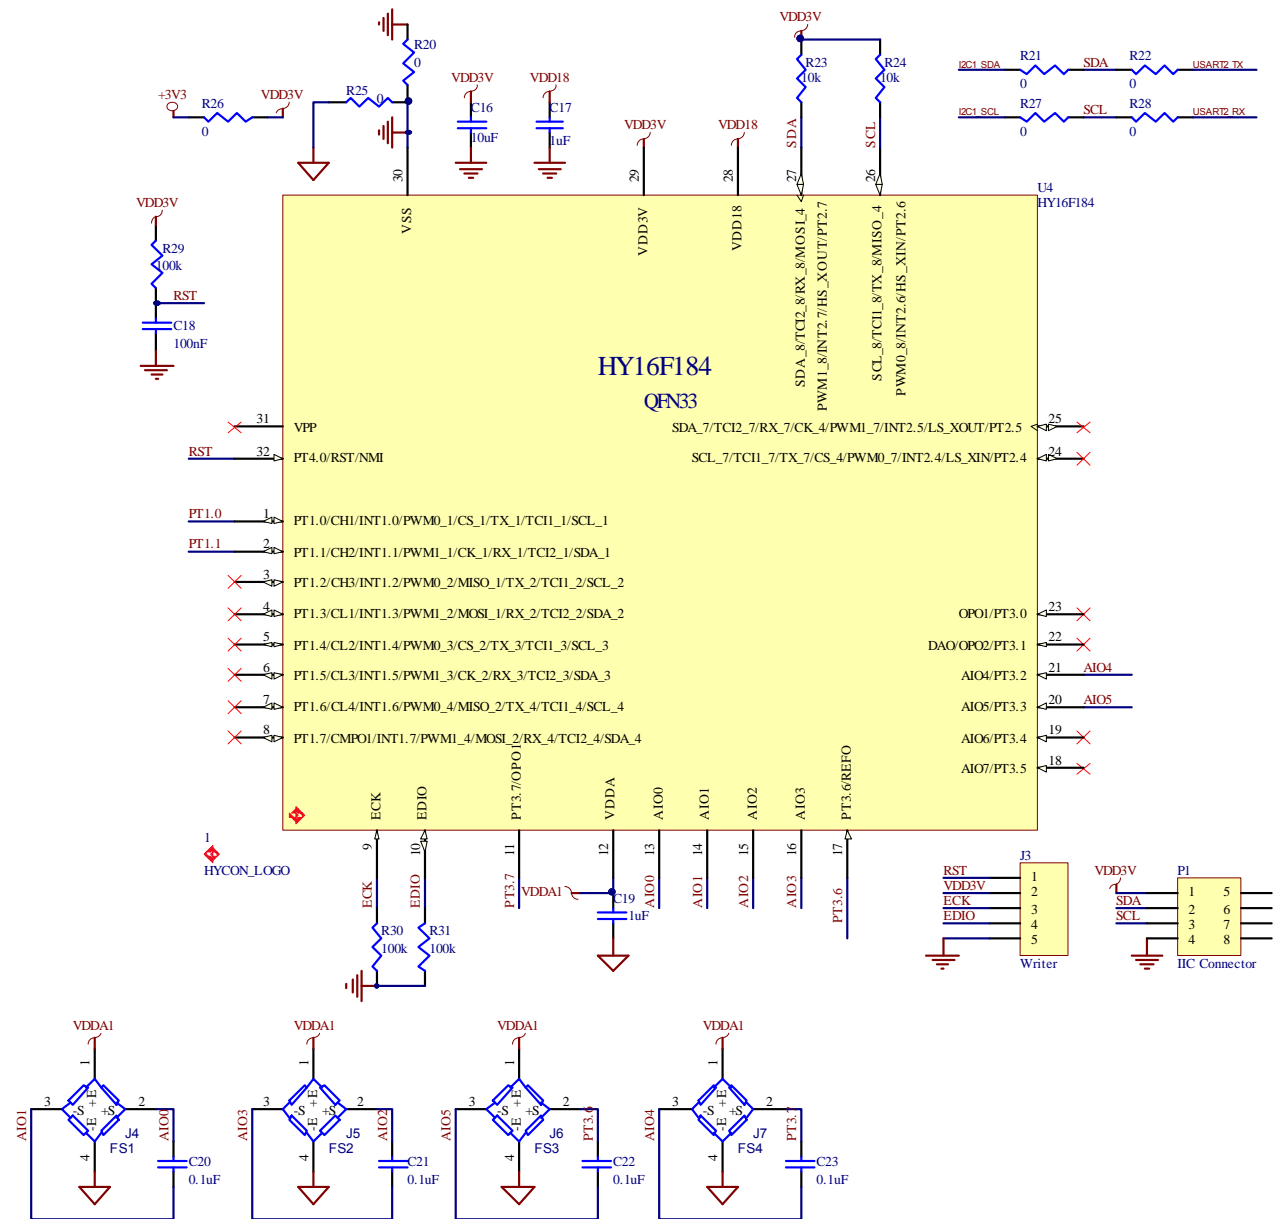 VDD3V
R20
0
R23
10k
R24
10k
R21
0
R22
0
I2C1 SDA
SDA
USART2 TX
+3V3
R26
0
VDD3V
R25
0
VDD3V
C16
10uF
VDD18
C17
1uF
R27
0
R28
0
I2C1 SCL
SCL
USART2 RX
VDD3V
VDD18
SDA
SCL
30
29
28
27
26
U4
HY16F184
VSS
VDD3V
VDD18
SDA_8/TCI2_8/RX_8/MOSI_4
PWM1_8/INT2.7/HS_XOUT/PT2.7
SCL_8/TCI1_8/TX_8/MISO_4
PWM0_8/INT2.6/HS_XIN/PT2.6
VDD3V
R29
100k
RST
C18
100nF
HY16F184
QFN33
31
VPP
RST
32
PT4.0/RST/NMI
SDA_7/TCI2_7/RX_7/CK_4/PWM1_7/INT2.5/LS_XOUT/PT2.5
25
SCL_7/TCI1_7/TX_7/CS_4/PWM0_7/INT2.4/LS_XIN/PT2.4
24
PT1.0
1
PT1.0/CH1/INT1.0/PWM0_1/CS_1/TX_1/TCI1_1/SCL_1
PT1.1
2
PT1.1/CH2/INT1.1/PWM1_1/CK_1/RX_1/TCI2_1/SDA_1
3
PT1.2/CH3/INT1.2/PWM0_2/MISO_1/TX_2/TCI1_2/SCL_2
4
PT1.3/CL1/INT1.3/PWM1_2/MOSI_1/RX_2/TCI2_2/SDA_2
5
PT1.4/CL2/INT1.4/PWM0_3/CS_2/TX_3/TCI1_3/SCL_3
6
PT1.5/CL3/INT1.5/PWM1_3/CK_2/RX_3/TCI2_3/SDA_3
7
PT1.6/CL4/INT1.6/PWM0_4/MISO_2/TX_4/TCI1_4/SCL_4
8
PT1.7/CMPO1/INT1.7/PWM1_4/MOSI_2/RX_4/TCI2_4/SDA_4
OPO1/PT3.0
23
DAO/OPO2/PT3.1
22
AIO4/PT3.2
21
AIO4
AIO5/PT3.3
20
AIO5
AIO6/PT3.4
19
AIO7/PT3.5
18
ECK
EDIO
PT3.7/OPO1
VDDA
AIO0
AIO1
AIO2
AIO3
PT3.6/REFO
1
HYCON_LOGO
9
10
11
12
13
14
15
16
17
ECK
EDIO
PT3.7
VDDA1
C19
1uF
AIO0
AIO1
AIO2
AIO3
PT3.6
R30
100k
R31
100k
J3
RST
1
VDD3V
2
ECK
3
EDIO
4
5
Writer
VDD3V
P1
1
5
SDA
2
6
SCL
3
7
4
8
IIC Connector
VDDA1
1
3
-S
E
+
+S
2
-E
4
J4
FS1
AIO1
AIO0
C20
0.1uF
VDDA1
1
3
-S
E
+
+S
2
-E
4
J5
FS2
AIO3
AIO2
C21
0.1uF
VDDA1
1
3
-S
E
+
+S
2
-E
4
J6
FS3
AIO5
PT3.6
C22
0.1uF
VDDA1
1
3
-S
E
+
+S
2
-E
4
J7
FS4
AIO4
PT3.7
C23
0.1uF